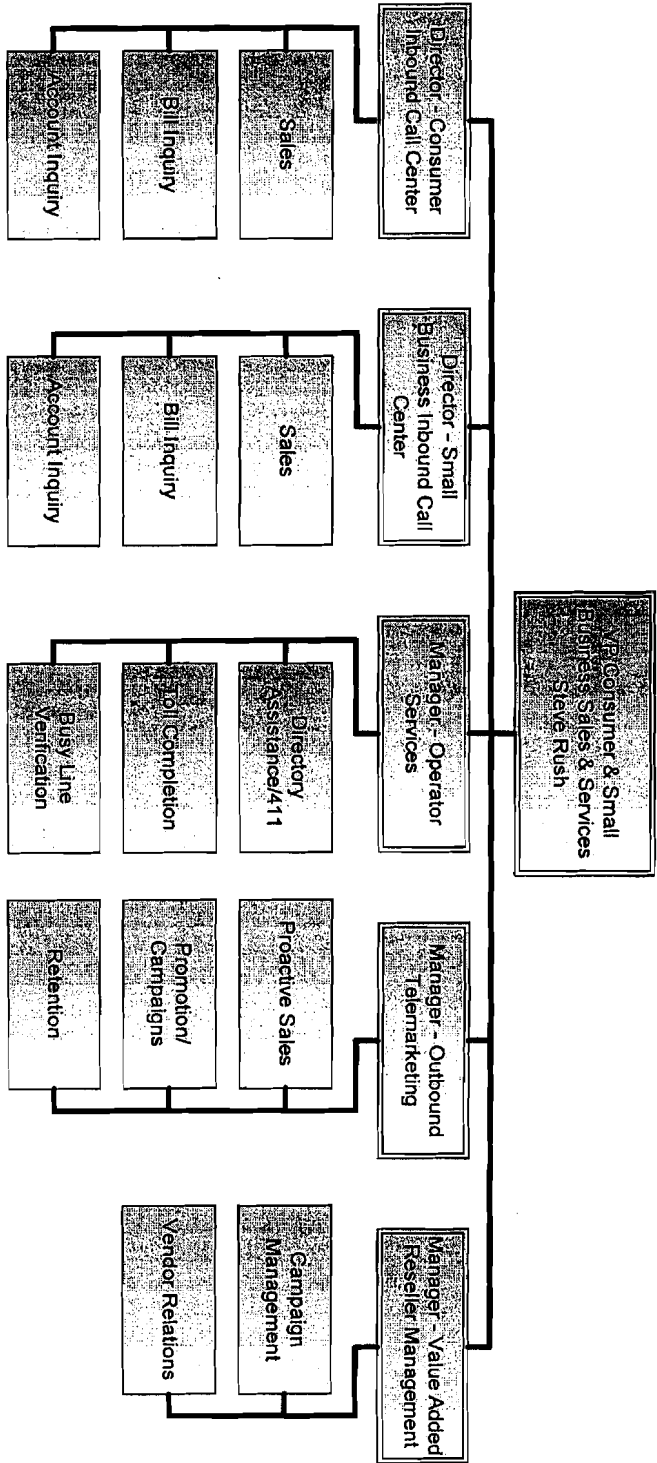 VP Consumer & Small
Business Sales & Services
Steve Rush
Director - Consumer
Inbound Call Center
Sales
Bill Inquiry
Account Inquiry
Director - Small
Business Inbound Call
Center
Sales
Bill Inquiry
Account Inquiry
Manager - Operator
Services
Directory
Assistance/411
Toll Completion
Busy Line
Verification
Manager - Outbound
Telemarketing
Proactive Sales
Promotion/
Campaigns
Retention
Manager - Value Added
Reseller Management
Campaign
Management
Vendor Relations